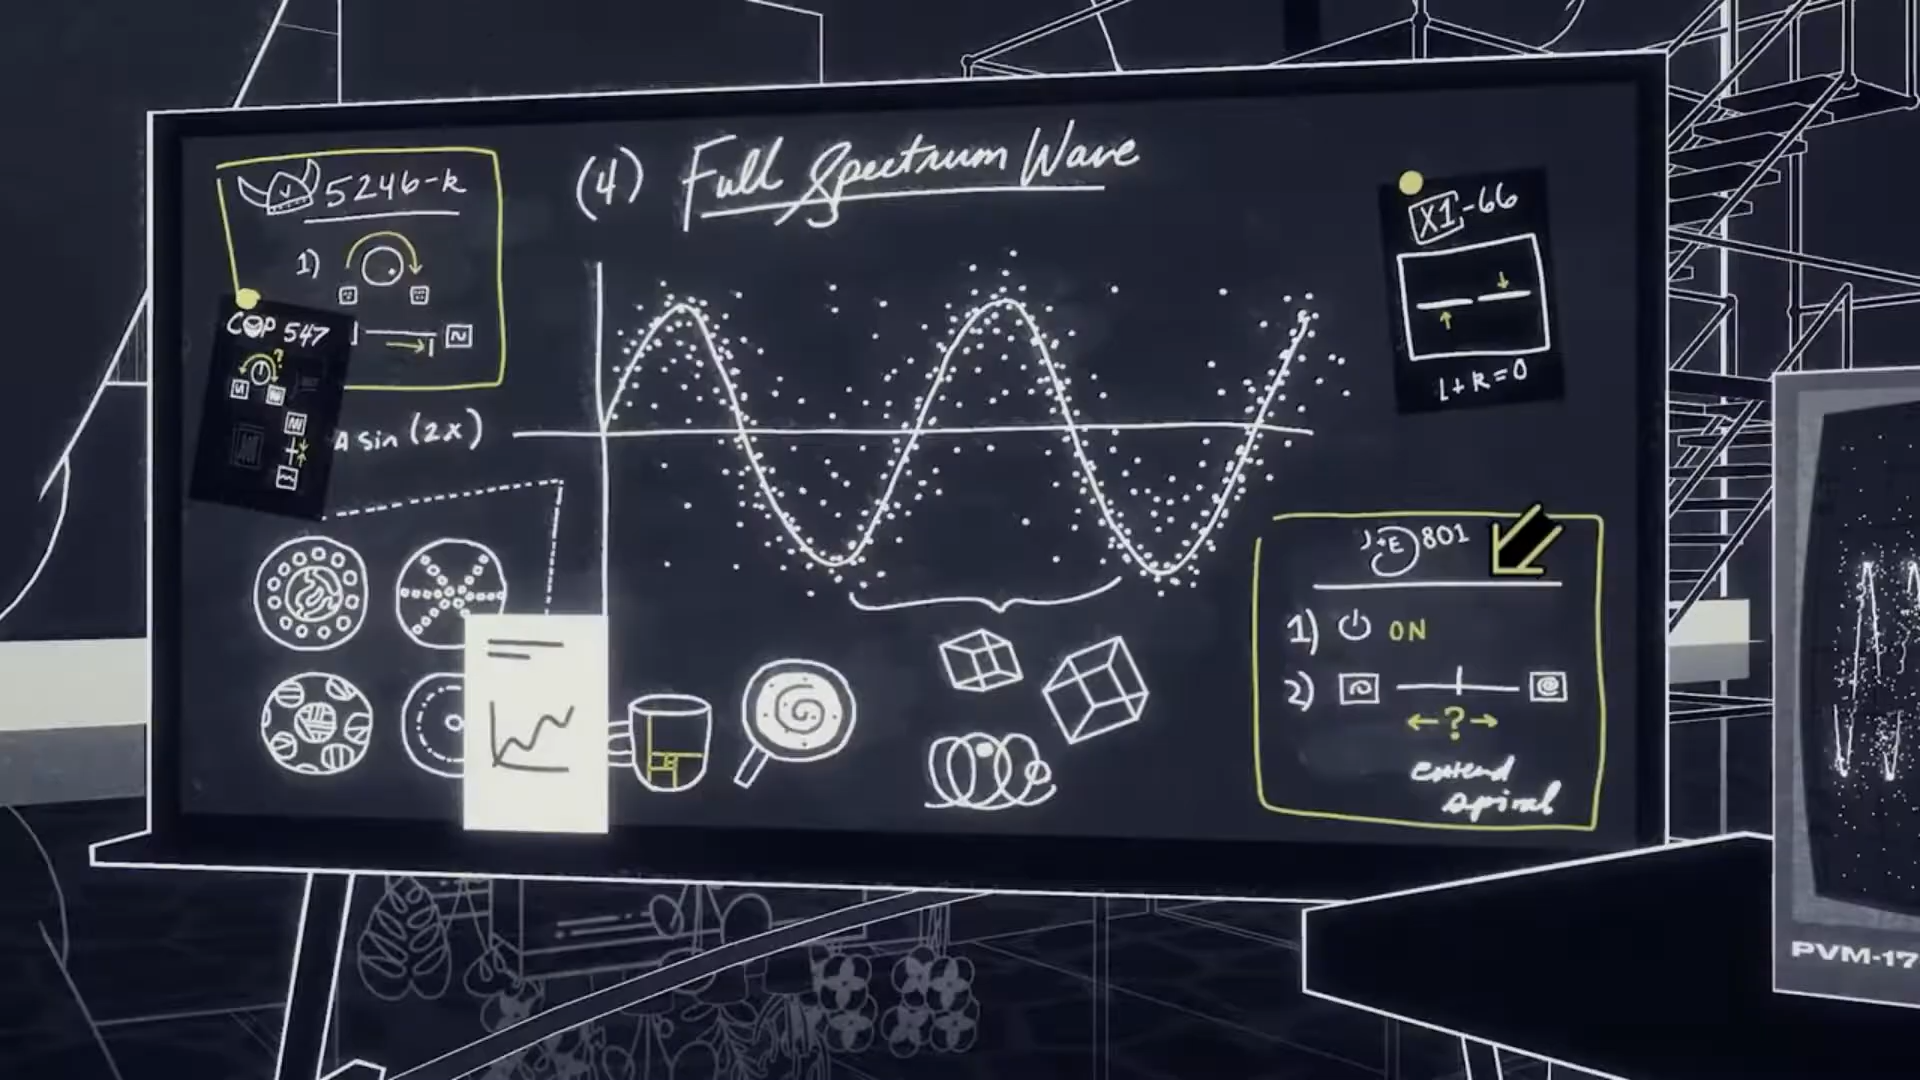 5246-k
1)
(4) Full Spectrum Wave
X1-66
L+R=0
COP 547
?
A sin (2x)
J+E 801
1) ON
2)
←?→
extend
spiral
PVM-17